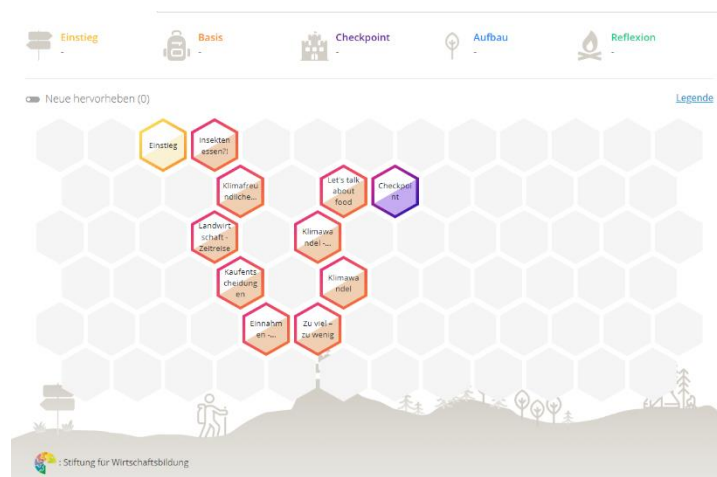 Einstieg
-
Basis
-
Checkpoint
-
Aufbau
-
Reflexion
-
Neue hervorheben (0)
Legende
Einstieg
Insekten
essen?!
Klimafreu
ndliche...
Let's talk
about
food
Checkpoi
nt
Landwirt
schaft -
Zeitreise
Klimawa
ndel -...
Kaufents
cheidung
en
Klimawa
ndel
Einnahm
en -...
Zu viel –
zu wenig
: Stiftung für Wirtschaftsbildung